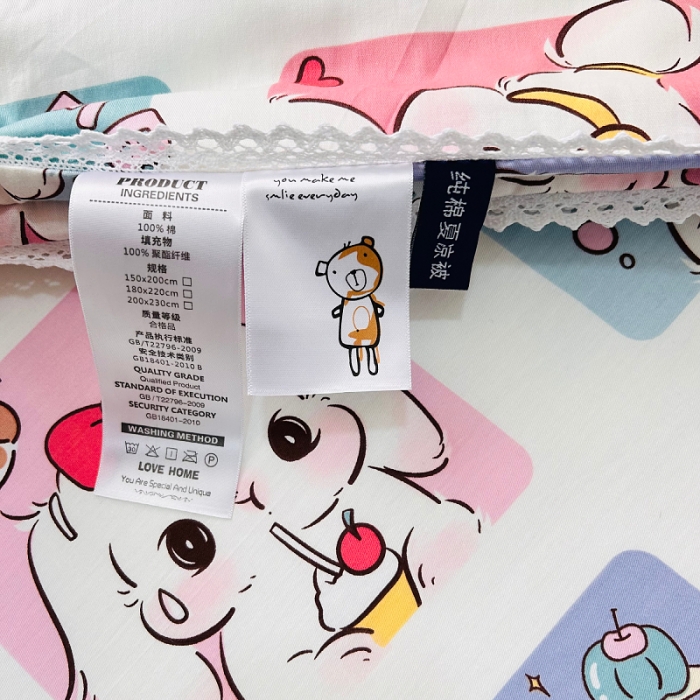 PRODUCT
INGREDIENTS
面 料
100% 棉
填充物
100% 聚酯纤维
规格
150x200cm
180x220cm
200x230cm
质量等级
合格品
产品执行标准
GB/T22796-2009
安全技术类别
GB18401-2010 B
QUALITY GRADE
Qualified Product
STANDARD OF EXECUTION
GB/T22796-2009
SECURITY CATEGORY
GB18401-2010
WASHING METHOD
30
P
LOVE HOME
You Are Special And Uniqua
you make me
smlie everyday
纯棉夏凉被